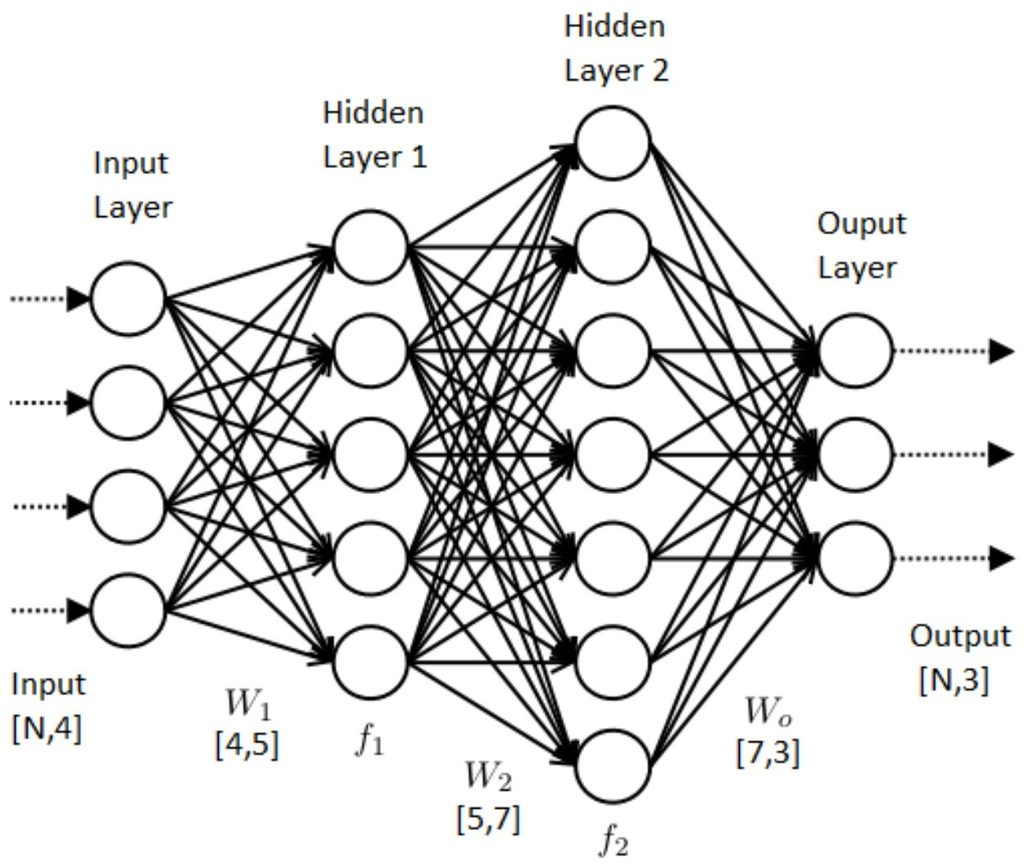 Hidden
Layer 2
Hidden
Layer 1
Input
Layer
Ouput
Layer
Output
[N,3]
Input
[N,4]
W₁
[4,5]
f₁
W₂
[5,7]
f₂
Wₒ
[7,3]